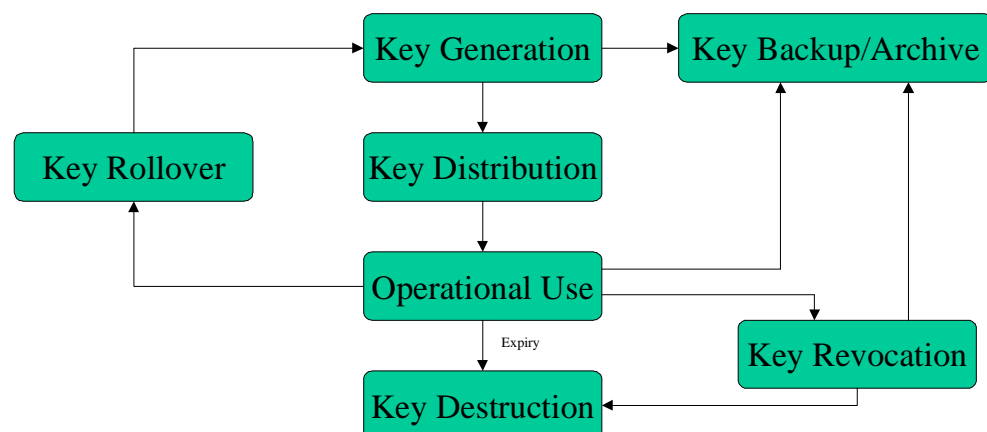 Key Generation
Key Backup/Archive
Key Rollover
Key Distribution
Operational Use
Expiry
Key Revocation
Key Destruction